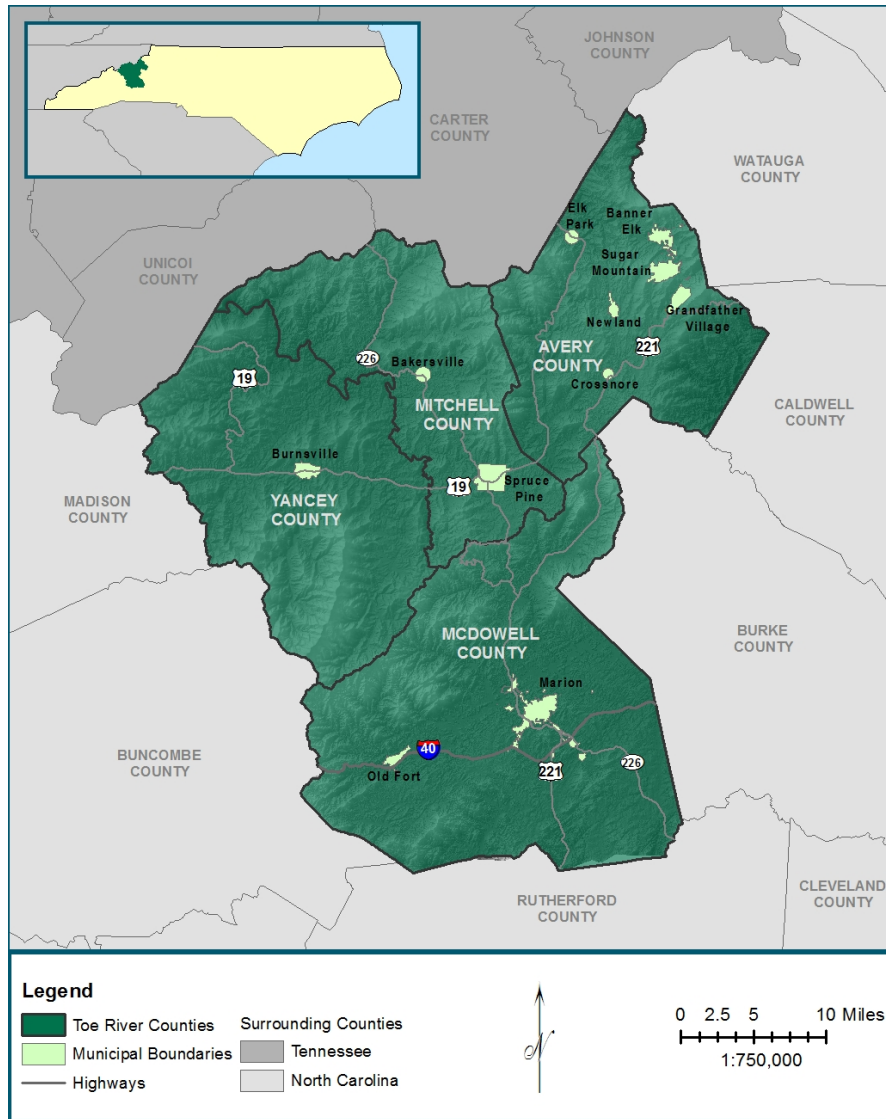 JOHNSON
COUNTY
CARTER
COUNTY
WATAUGA
COUNTY
Elk
Park
Banner
Elk
Sugar
Mountain
UNICOI
COUNTY
Newland
Grandfather
Village
226
Bakersville
AVERY
COUNTY
221
19
Crossnore
MITCHELL
COUNTY
CALDWELL
COUNTY
Burnsville
19
Spruce
Pine
MADISON
COUNTY
YANCEY
COUNTY
MCDOWELL
COUNTY
BURKE
COUNTY
Marion
BUNCOMBE
COUNTY
40
Old Fort
221
226
RUTHERFORD
COUNTY
CLEVELAND
COUNTY
Legend
Toe River Counties
Municipal Boundaries
Highways
Surrounding Counties
Tennessee
North Carolina
N
0 2.5 5 10 Miles
1:750,000